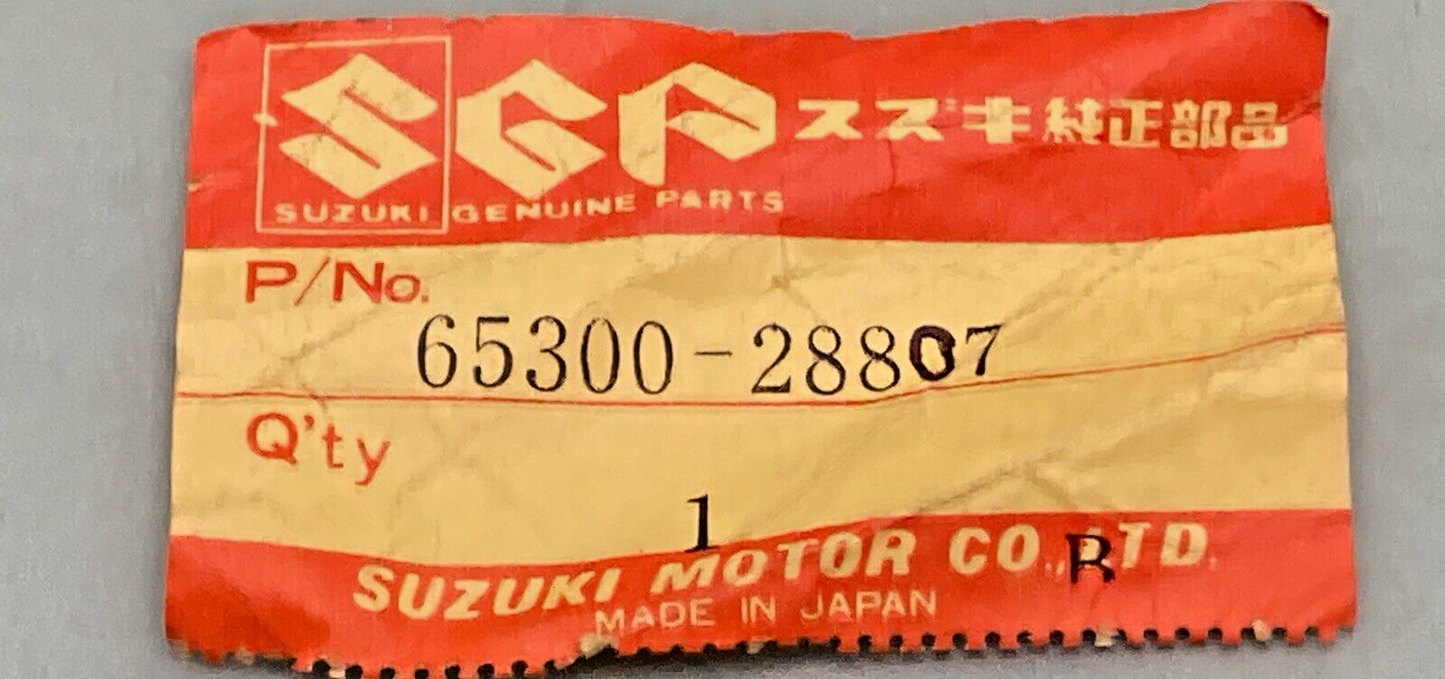 SGP スズキ純正部品
SUZUKI GENUINE PARTS
P/No.
65300-28807
Q'ty
1
SUZUKI MOTOR CO., LTD.
R
MADE IN JAPAN